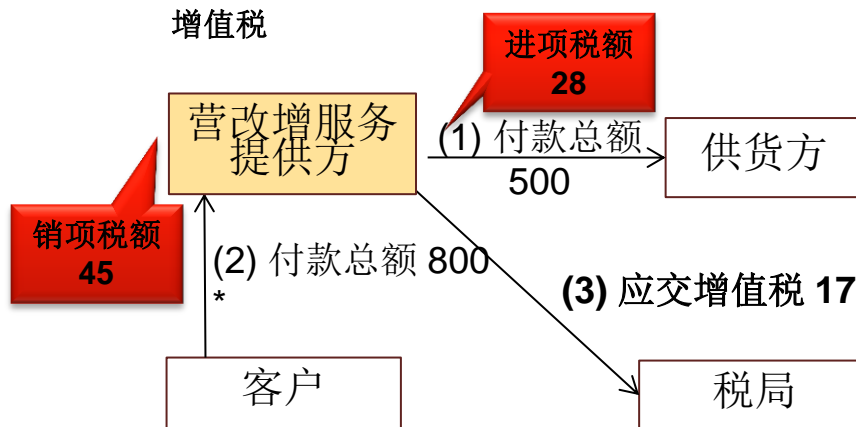 增值税
进项税额
28
营改增服务
提供方
(1) 付款总额
500
供货方
销项税额
45
(2) 付款总额 800
*
(3) 应交增值税 17
客户
税局